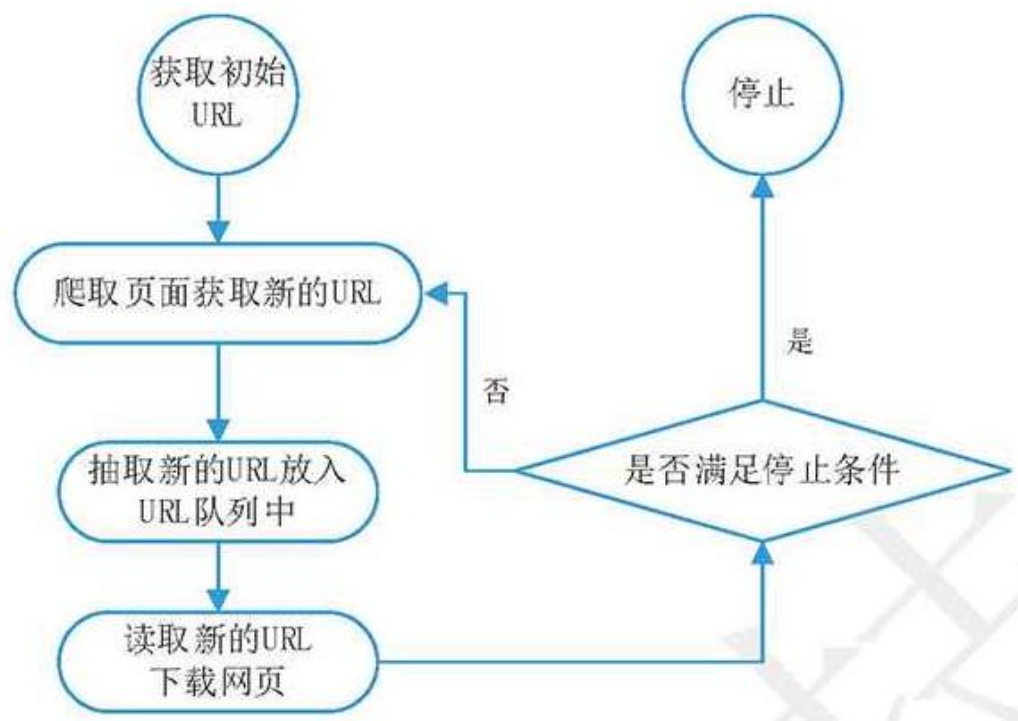 获取初始
URL
爬取页面获取新的URL
抽取新的URL放入
URL队列中
读取新的URL
下载网页
是否满足停止条件
否
是
停止